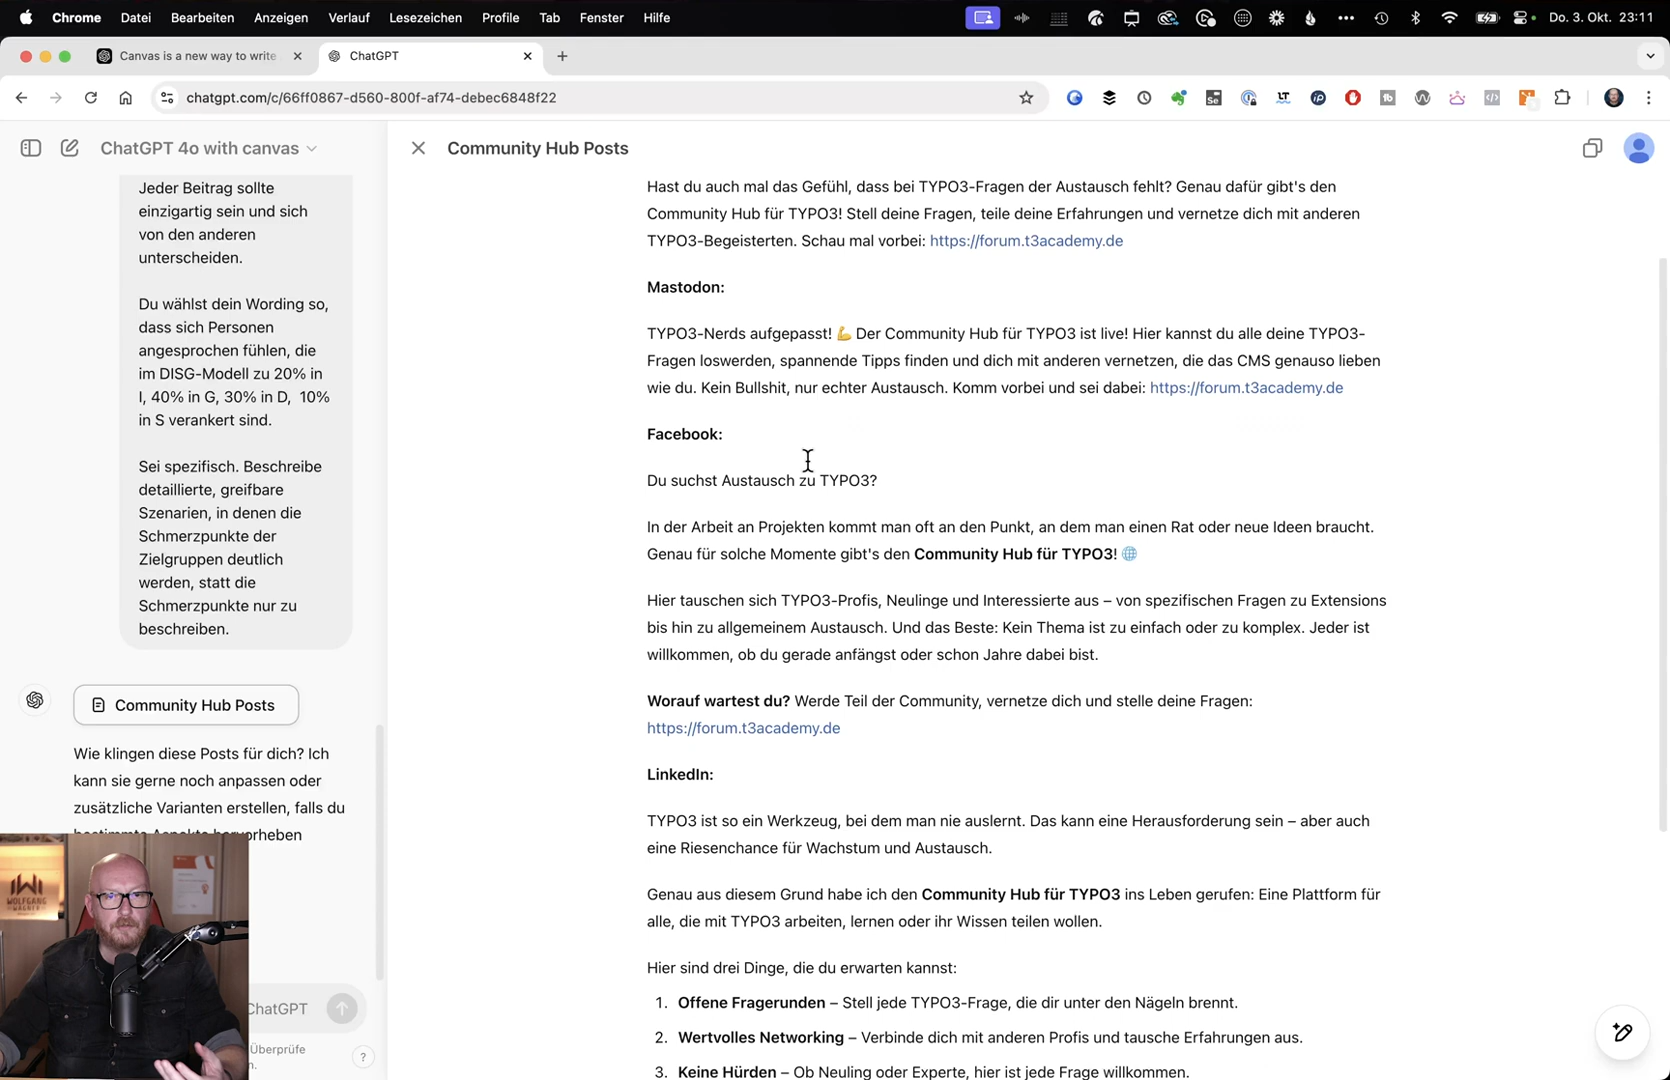 Chrome Datei Bearbeiten Anzeigen Verlauf Lesezeichen Profile Tab Fenster Hilfe Do. 3. Okt. 23:11
Canvas is a new way to write
ChatGPT
chatgpt.com/c/66ff0867-d560-800f-af74-debec6848f22
ChatGPT 4o with canvas
Jeder Beitrag sollte
einzigartig sein und sich
von den anderen
unterscheiden.
Du wählst dein Wording so,
dass sich Personen
angesprochen fühlen, die
im DISG-Modell zu 20% in
I, 40% in G, 30% in D, 10%
in S verankert sind.
Sei spezifisch. Beschreibe
detaillierte, greifbare
Szenarien, in denen die
Schmerzpunkte der
Zielgruppen deutlich
werden, statt die
Schmerzpunkte nur zu
beschreiben.
Community Hub Posts
Wie klingen diese Posts für dich? Ich
kann sie gerne noch anpassen oder
zusätzliche Varianten erstellen, falls du
bestimmte Aspekte hervorheben
WOLFGANG
WAGNER
ChatGPT
Überprüfe
n.
?
Community Hub Posts
Hast du auch mal das Gefühl, dass bei TYPO3-Fragen der Austausch fehlt? Genau dafür gibt's den
Community Hub für TYPO3! Stell deine Fragen, teile deine Erfahrungen und vernetze dich mit anderen
TYPO3-Begeisterten. Schau mal vorbei: https://forum.t3academy.de
Mastodon:
TYPO3-Nerds aufgepasst! 💪 Der Community Hub für TYPO3 ist live! Hier kannst du alle deine TYPO3-
Fragen loswerden, spannende Tipps finden und dich mit anderen vernetzen, die das CMS genauso lieben
wie du. Kein Bullshit, nur echter Austausch. Komm vorbei und sei dabei: https://forum.t3academy.de
Facebook:
Du suchst Austausch zu TYPO3?
In der Arbeit an Projekten kommt man oft an den Punkt, an dem man einen Rat oder neue Ideen braucht.
Genau für solche Momente gibt's den Community Hub für TYPO3! 🌐
Hier tauschen sich TYPO3-Profis, Neulinge und Interessierte aus – von spezifischen Fragen zu Extensions
bis hin zu allgemeinem Austausch. Und das Beste: Kein Thema ist zu einfach oder zu komplex. Jeder ist
willkommen, ob du gerade anfängst oder schon Jahre dabei bist.
Worauf wartest du? Werde Teil der Community, vernetze dich und stelle deine Fragen:
https://forum.t3academy.de
LinkedIn:
TYPO3 ist so ein Werkzeug, bei dem man nie auslernt. Das kann eine Herausforderung sein – aber auch
eine Riesenchance für Wachstum und Austausch.
Genau aus diesem Grund habe ich den Community Hub für TYPO3 ins Leben gerufen: Eine Plattform für
alle, die mit TYPO3 arbeiten, lernen oder ihr Wissen teilen wollen.
Hier sind drei Dinge, die du erwarten kannst:
1. Offene Fragerunden – Stell jede TYPO3-Frage, die dir unter den Nägeln brennt.
2. Wertvolles Networking – Verbinde dich mit anderen Profis und tausche Erfahrungen aus.
3. Keine Hürden – Ob Neuling oder Experte, hier ist jede Frage willkommen.